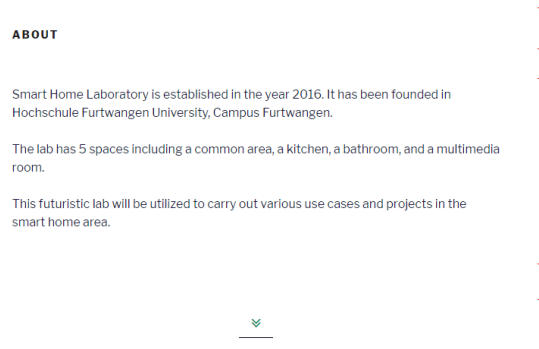 ABOUT
Smart Home Laboratory is established in the year 2016. It has been founded in
Hochschule Furtwangen University, Campus Furtwangen.
The lab has 5 spaces including a common area, a kitchen, a bathroom, and a multimedia
room.
This futuristic lab will be utilized to carry out various use cases and projects in the
smart home area.